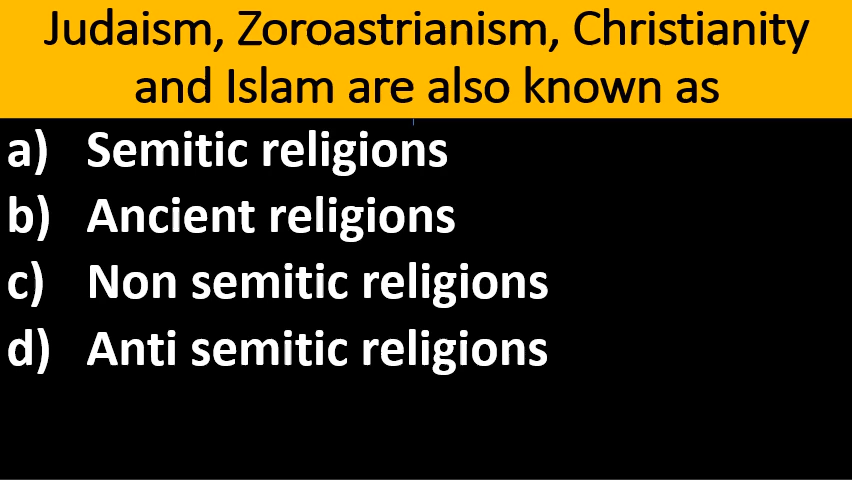 Judaism, Zoroastrianism, Christianity
and Islam are also known as
a) Semitic religions
b) Ancient religions
c) Non semitic religions
d) Anti semitic religions